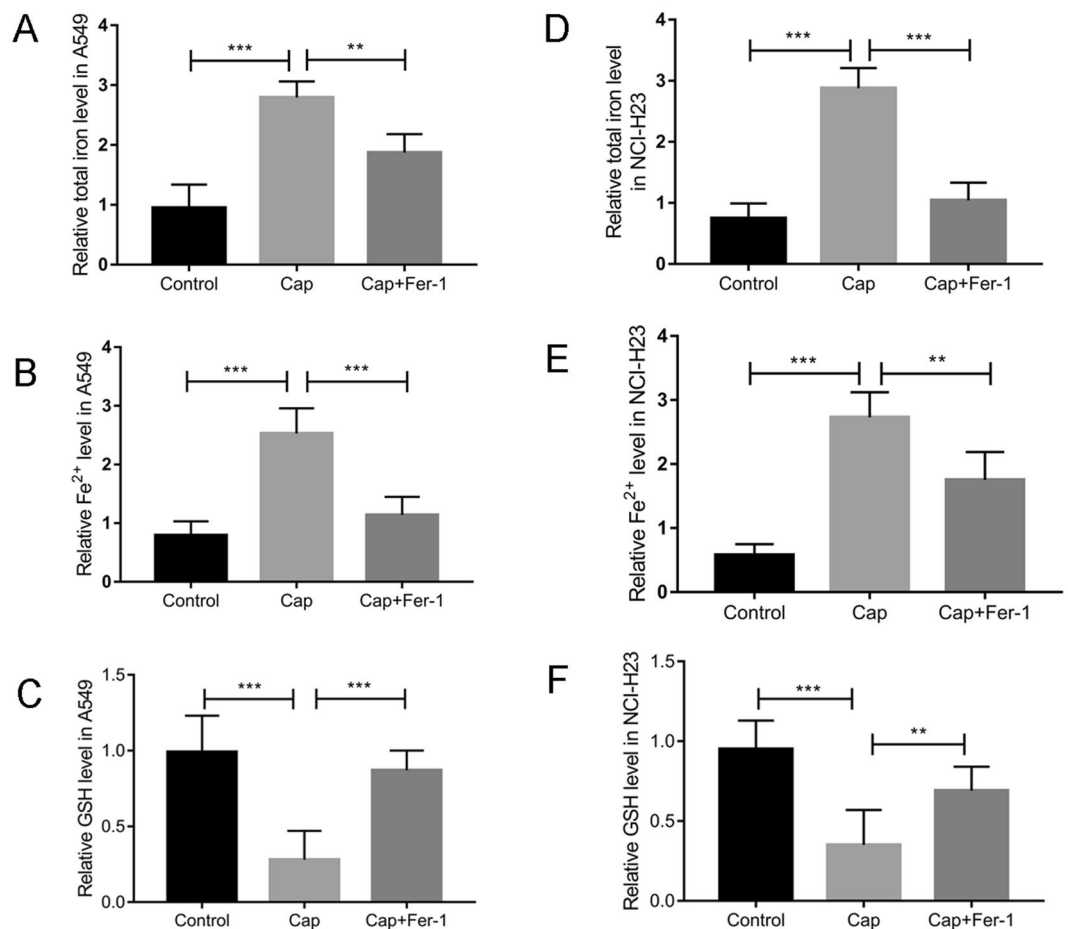 A
Relative total iron level in A549
4
3
2
1
0
***
**
Control Cap Cap+Fer-1
B
Relative Fe2+ level in A549
4
3
2
1
0
***
***
Control Cap Cap+Fer-1
C
Relative GSH level in A549
1.5
1.0
0.5
0.0
***
***
Control Cap Cap+Fer-1
D
Relative total iron level
in NCI-H23
4
3
2
1
0
***
***
Control Cap Cap+Fer-1
E
Relative Fe2+ level in NCI-H23
4
3
2
1
0
***
**
Control Cap Cap+Fer-1
F
Relative GSH level in NCI-H23
1.5
1.0
0.5
0.0
***
**
Control Cap Cap+Fer-1